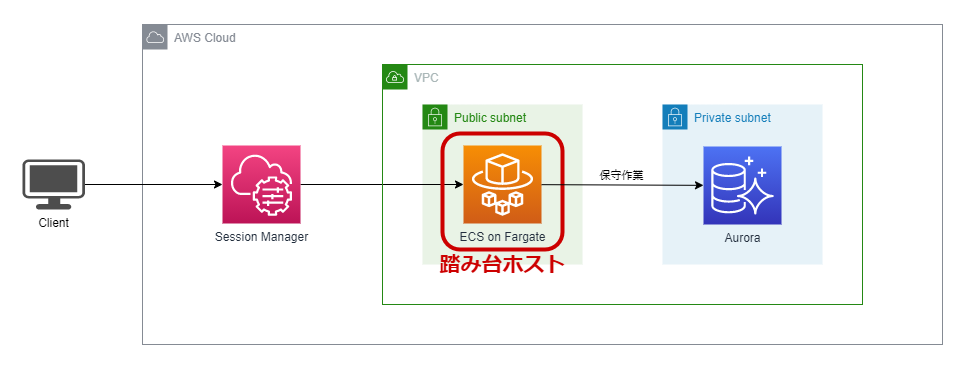 AWS Cloud
VPC
Public subnet
Private subnet
保守作業
Client
Session Manager
ECS on Fargate
Aurora
踏み台ホスト